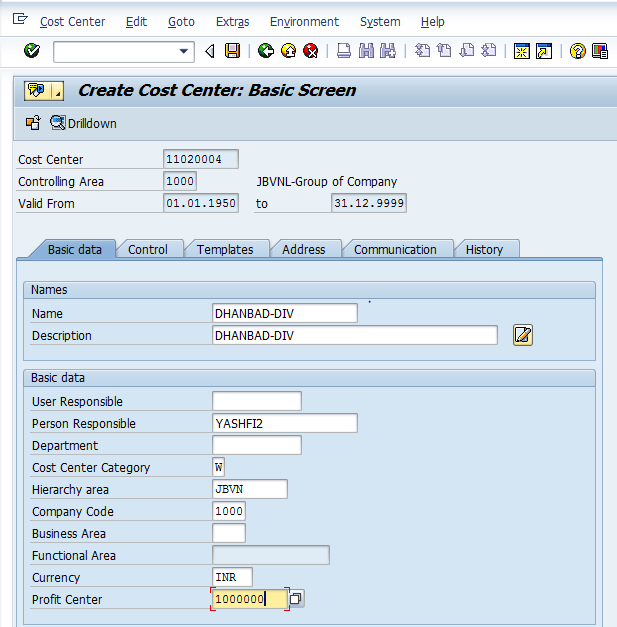 Cost Center Edit Goto Extras Environment System Help
Create Cost Center: Basic Screen
Drilldown
Cost Center 11020004
Controlling Area 1000 JBVNL-Group of Company
Valid From 01.01.1950 to 31.12.9999
Basic data Control Templates Address Communication History
Names
Name DHANBAD-DIV
Description DHANBAD-DIV
Basic data
User Responsible
Person Responsible YASHFI2
Department
Cost Center Category W
Hierarchy area JBVN
Company Code 1000
Business Area
Functional Area
Currency INR
Profit Center 1000000